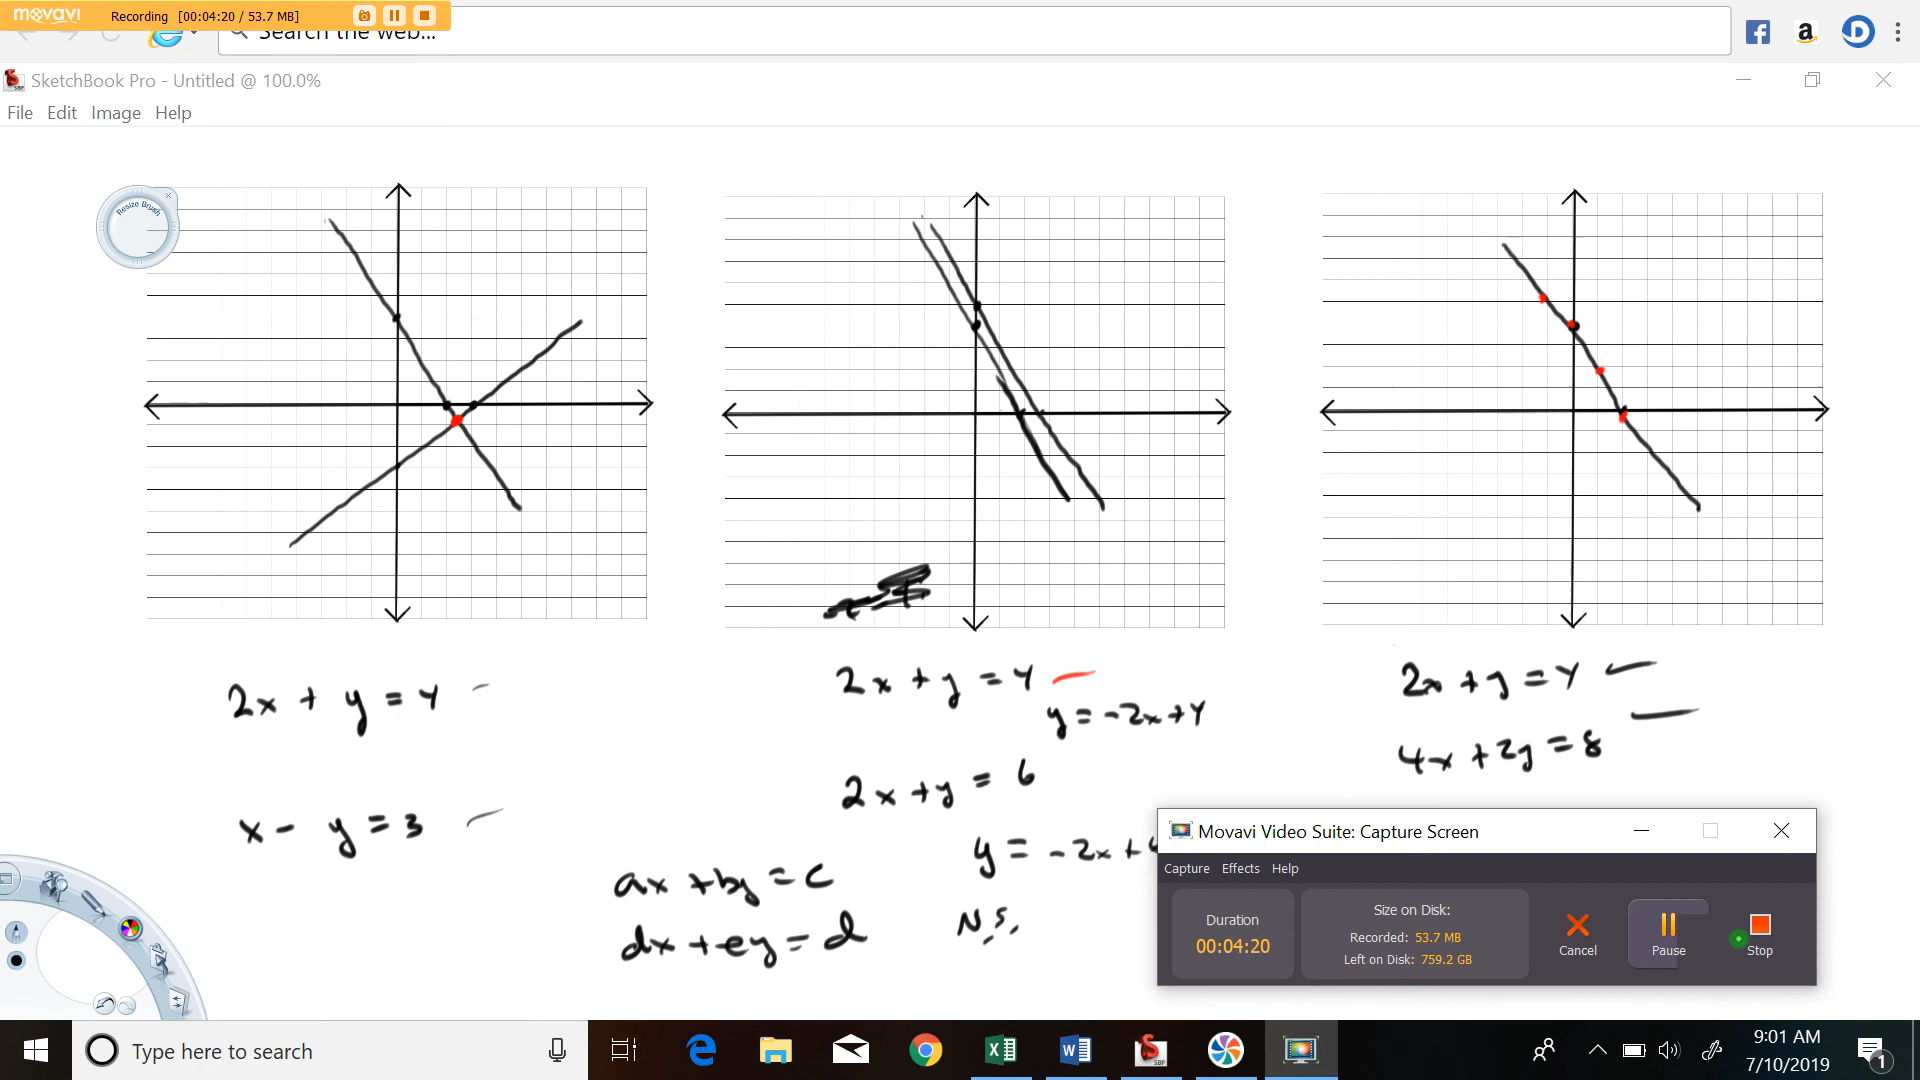 movavi Recording [00:04:20 / 53.7 MB]
Search the web...
SketchBook Pro - Untitled @ 100.0%
File Edit Image Help
Resize Brush
2x + y = 4
x - y = 3
2x + y = 4
y = -2x + 4
2x + y = 6
y = -2x +
ax + by = c
dx + ey = d
N.S.
2x + y = 4
4x + 2y = 8
Movavi Video Suite: Capture Screen
Capture Effects Help
Duration
00:04:20
Size on Disk:
Recorded: 53.7 MB
Left on Disk: 759.2 GB
Cancel
Pause
Stop
Type here to search
9:01 AM
7/10/2019
1